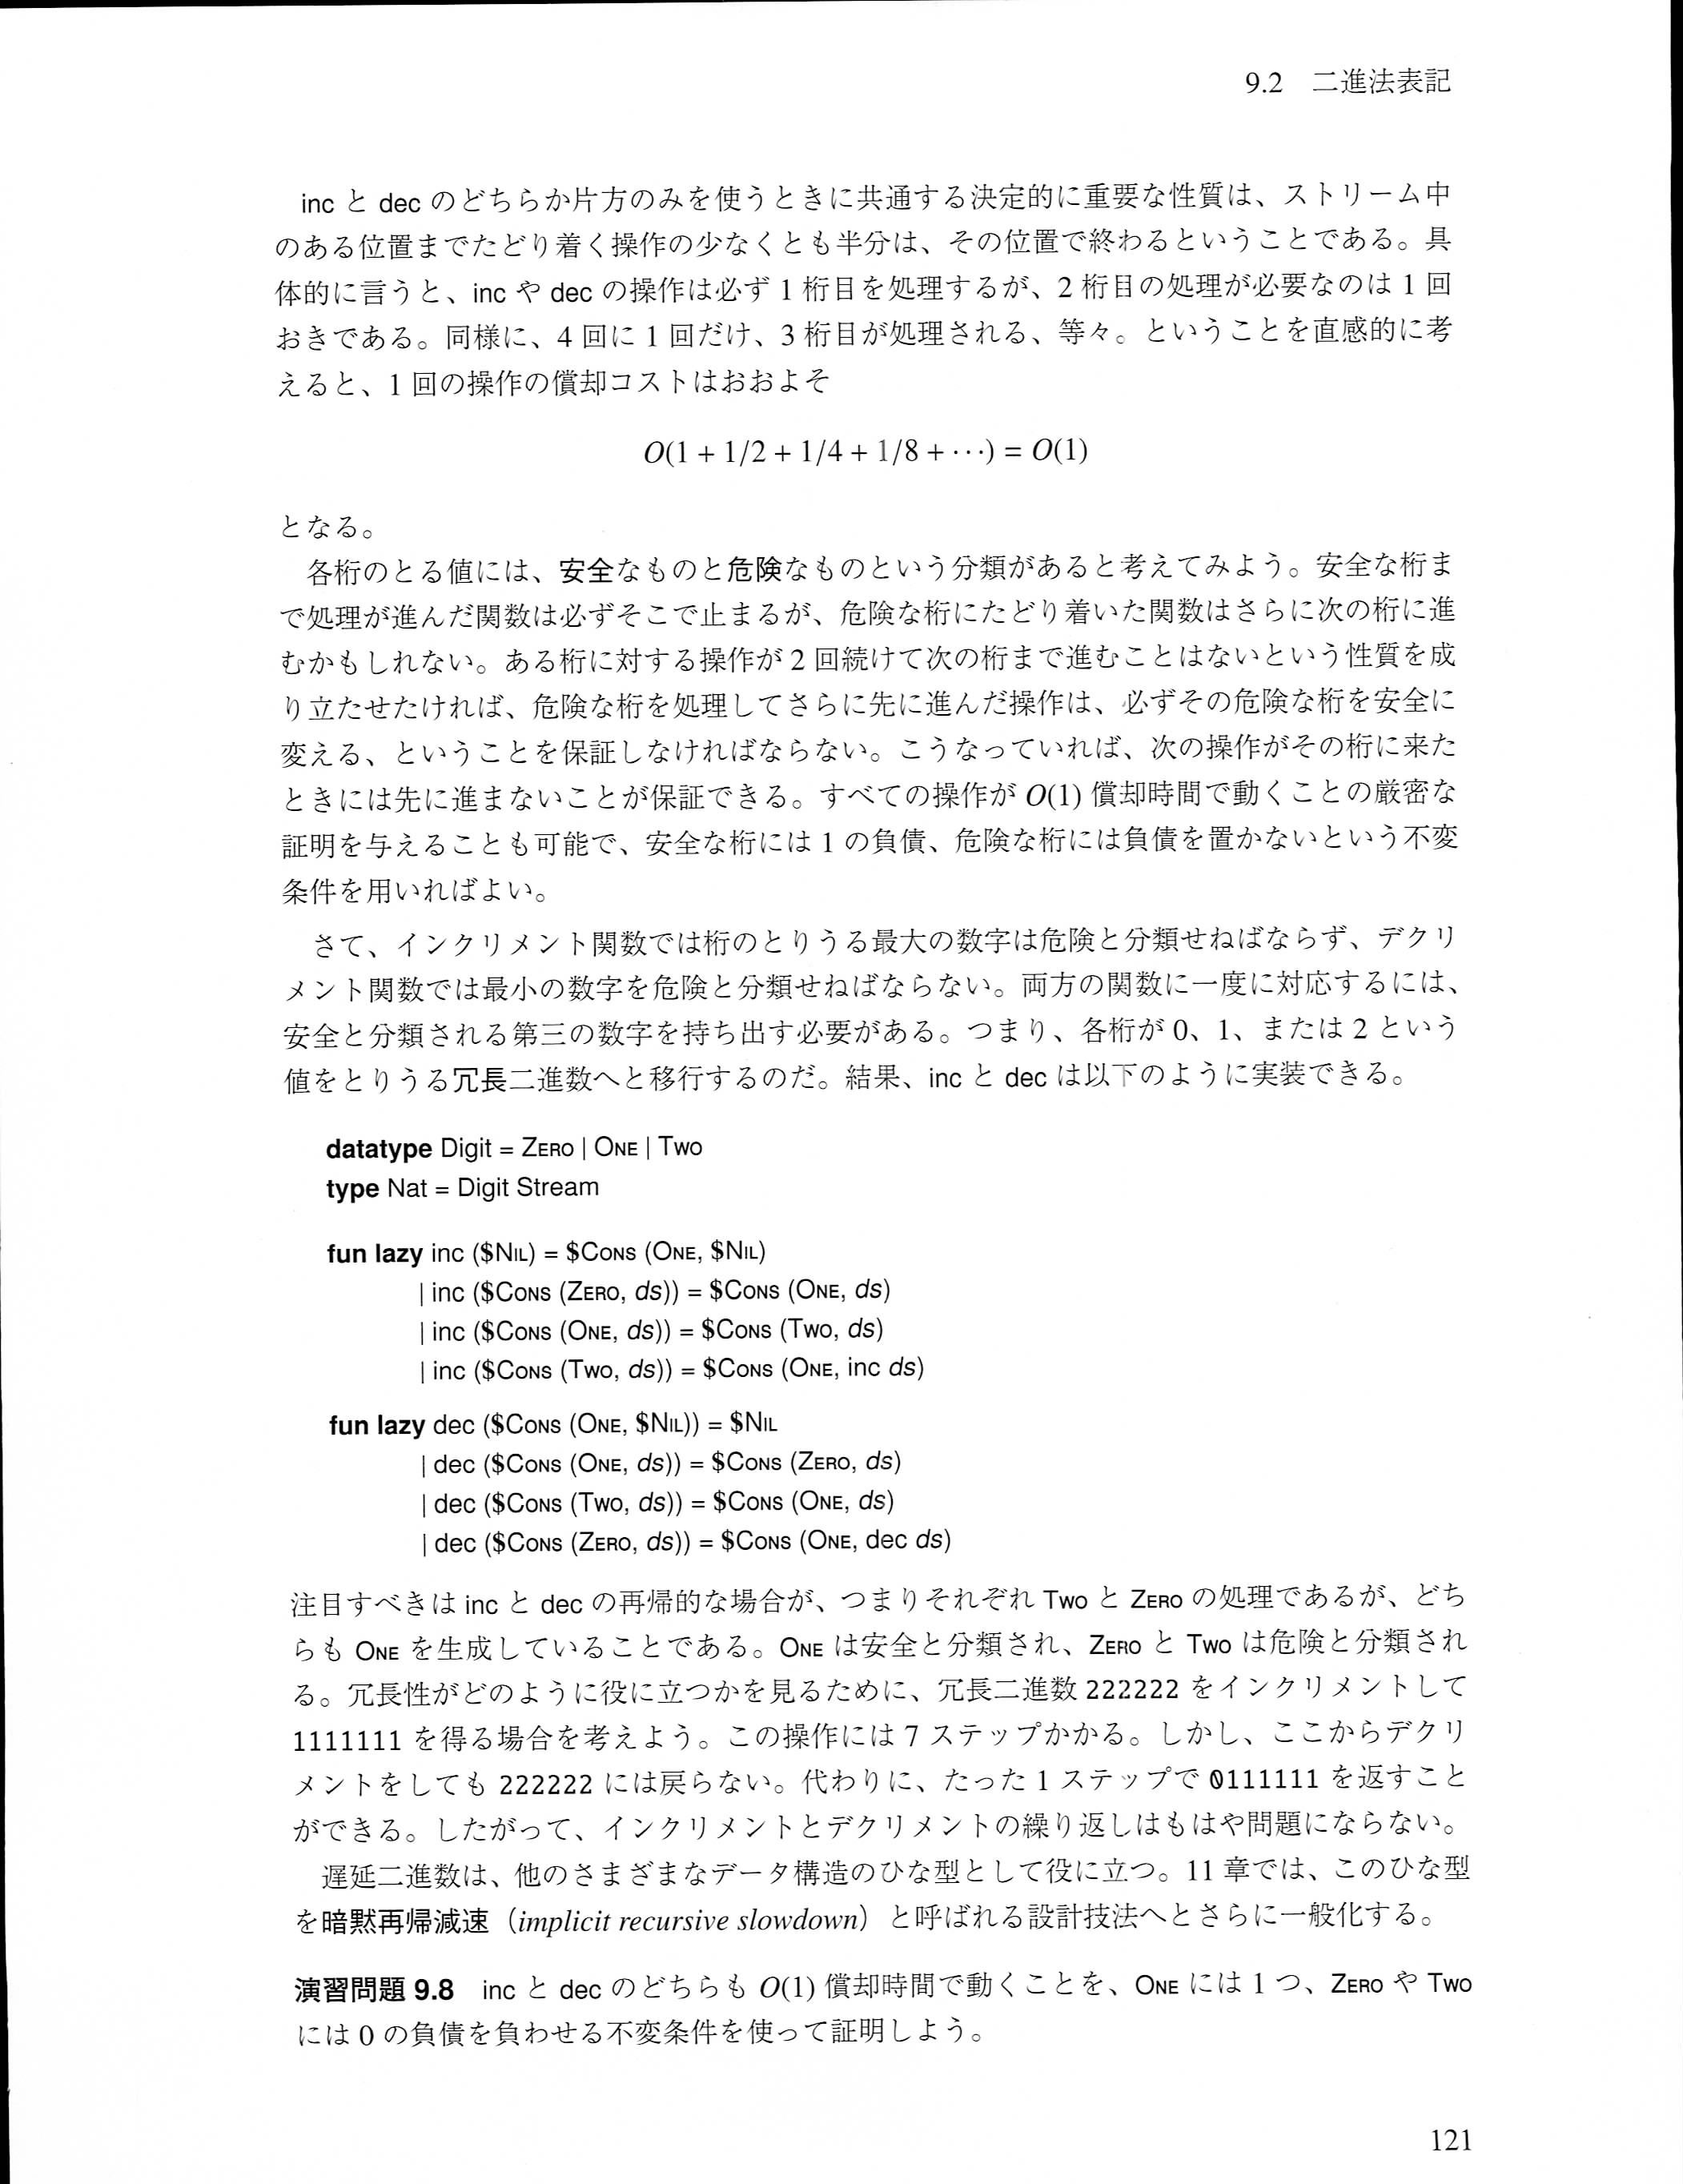 9.2　二進法表記
inc と dec のどちらか片方のみを使うときに共通する決定的に重要な性質は、ストリーム中
のある位置までたどり着く操作の少なくとも半分は、その位置で終わるということである。具
体的に言うと、inc や dec の操作は必ず 1 桁目を処理するが、2 桁目の処理が必要なのは 1 回
おきである。同様に、4 回に 1 回だけ、3 桁目が処理される、等々。ということを直感的に考
えると、1 回の操作の償却コストはおおよそ
O(1 + 1/2 + 1/4 + 1/8 + ⋯) = O(1)
となる。
各桁のとる値には、安全なものと危険なものという分類があると考えてみよう。安全な桁ま
で処理が進んだ関数は必ずそこで止まるが、危険な桁にたどり着いた関数はさらに次の桁に進
むかもしれない。ある桁に対する操作が 2 回続けて次の桁まで進むことはないという性質を成
り立たせたければ、危険な桁を処理してさらに先に進んだ操作は、必ずその危険な桁を安全に
変える、ということを保証しなければならない。こうなっていれば、次の操作がその桁に来た
ときには先に進まないことが保証できる。すべての操作が O(1) 償却時間で動くことの厳密な
証明を与えることも可能で、安全な桁には 1 の負債、危険な桁には負債を置かないという不変
条件を用いればよい。
さて、インクリメント関数では桁のとりうる最大の数字は危険と分類せねばならず、デクリ
メント関数では最小の数字を危険と分類せねばならない。両方の関数に一度に対応するには、
安全と分類される第三の数字を持ち出す必要がある。つまり、各桁が 0、1、または 2 という
値をとりうる冗長二進数へと移行するのだ。結果、inc と dec は以下のように実装できる。
datatype Digit = ZERO | ONE | TWO
type Nat = Digit Stream
fun lazy inc ($NIL) = $CONS (ONE, $NIL)
| inc ($CONS (ZERO, ds)) = $CONS (ONE, ds)
| inc ($CONS (ONE, ds)) = $CONS (TWO, ds)
| inc ($CONS (TWO, ds)) = $CONS (ONE, inc ds)
fun lazy dec ($CONS (ONE, $NIL)) = $NIL
| dec ($CONS (ONE, ds)) = $CONS (ZERO, ds)
| dec ($CONS (TWO, ds)) = $CONS (ONE, ds)
| dec ($CONS (ZERO, ds)) = $CONS (ONE, dec ds)
注目すべきは inc と dec の再帰的な場合が、つまりそれぞれ TWO と ZERO の処理であるが、どち
らも ONE を生成していることである。ONE は安全と分類され、ZERO と TWO は危険と分類され
る。冗長性がどのように役に立つかを見るために、冗長二進数 222222 をインクリメントして
1111111 を得る場合を考えよう。この操作には 7 ステップかかる。しかし、ここからデクリ
メントをしても 222222 には戻らない。代わりに、たった 1 ステップで 0111111 を返すこと
ができる。したがって、インクリメントとデクリメントの繰り返しはもはや問題にならない。
遅延二進数は、他のさまざまなデータ構造のひな型として役に立つ。11 章では、このひな型
を暗黙再帰減速（implicit recursive slowdown）と呼ばれる設計技法へとさらに一般化する。
演習問題 9.8　inc と dec のどちらも O(1) 償却時間で動くことを、ONE には 1 つ、ZERO や TWO
には 0 の負債を負わせる不変条件を使って証明しよう。
121